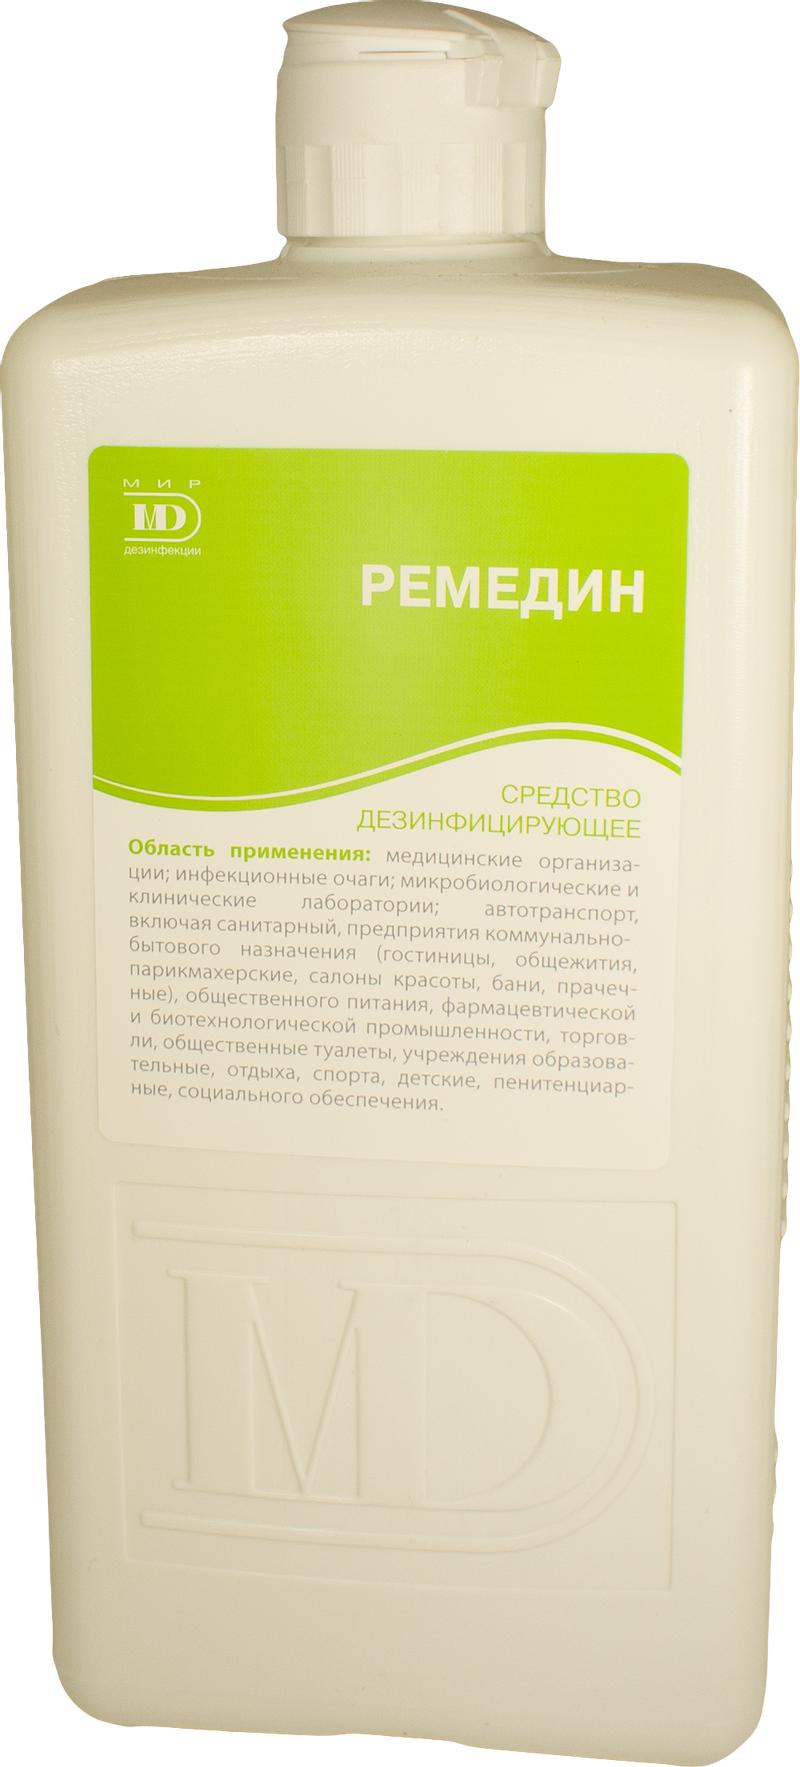 МИР
MD
дезинфекции
РЕМЕДИН
СРЕДСТВО
ДЕЗИНФИЦИРУЮЩЕЕ
Область применения: медицинские организа-
ции; инфекционные очаги; микробиологические и
клинические лаборатории; автотранспорт,
включая санитарный, предприятия коммунально-
бытового назначения (гостиницы, общежития,
парикмахерские, салоны красоты, бани, прачеч-
ные), общественного питания, фармацевтической
и биотехнологической промышленности, торгов-
ли, общественные туалеты, учреждения образова-
тельные, отдыха, спорта, детские, пенитенциар-
ные, социального обеспечения.
MD